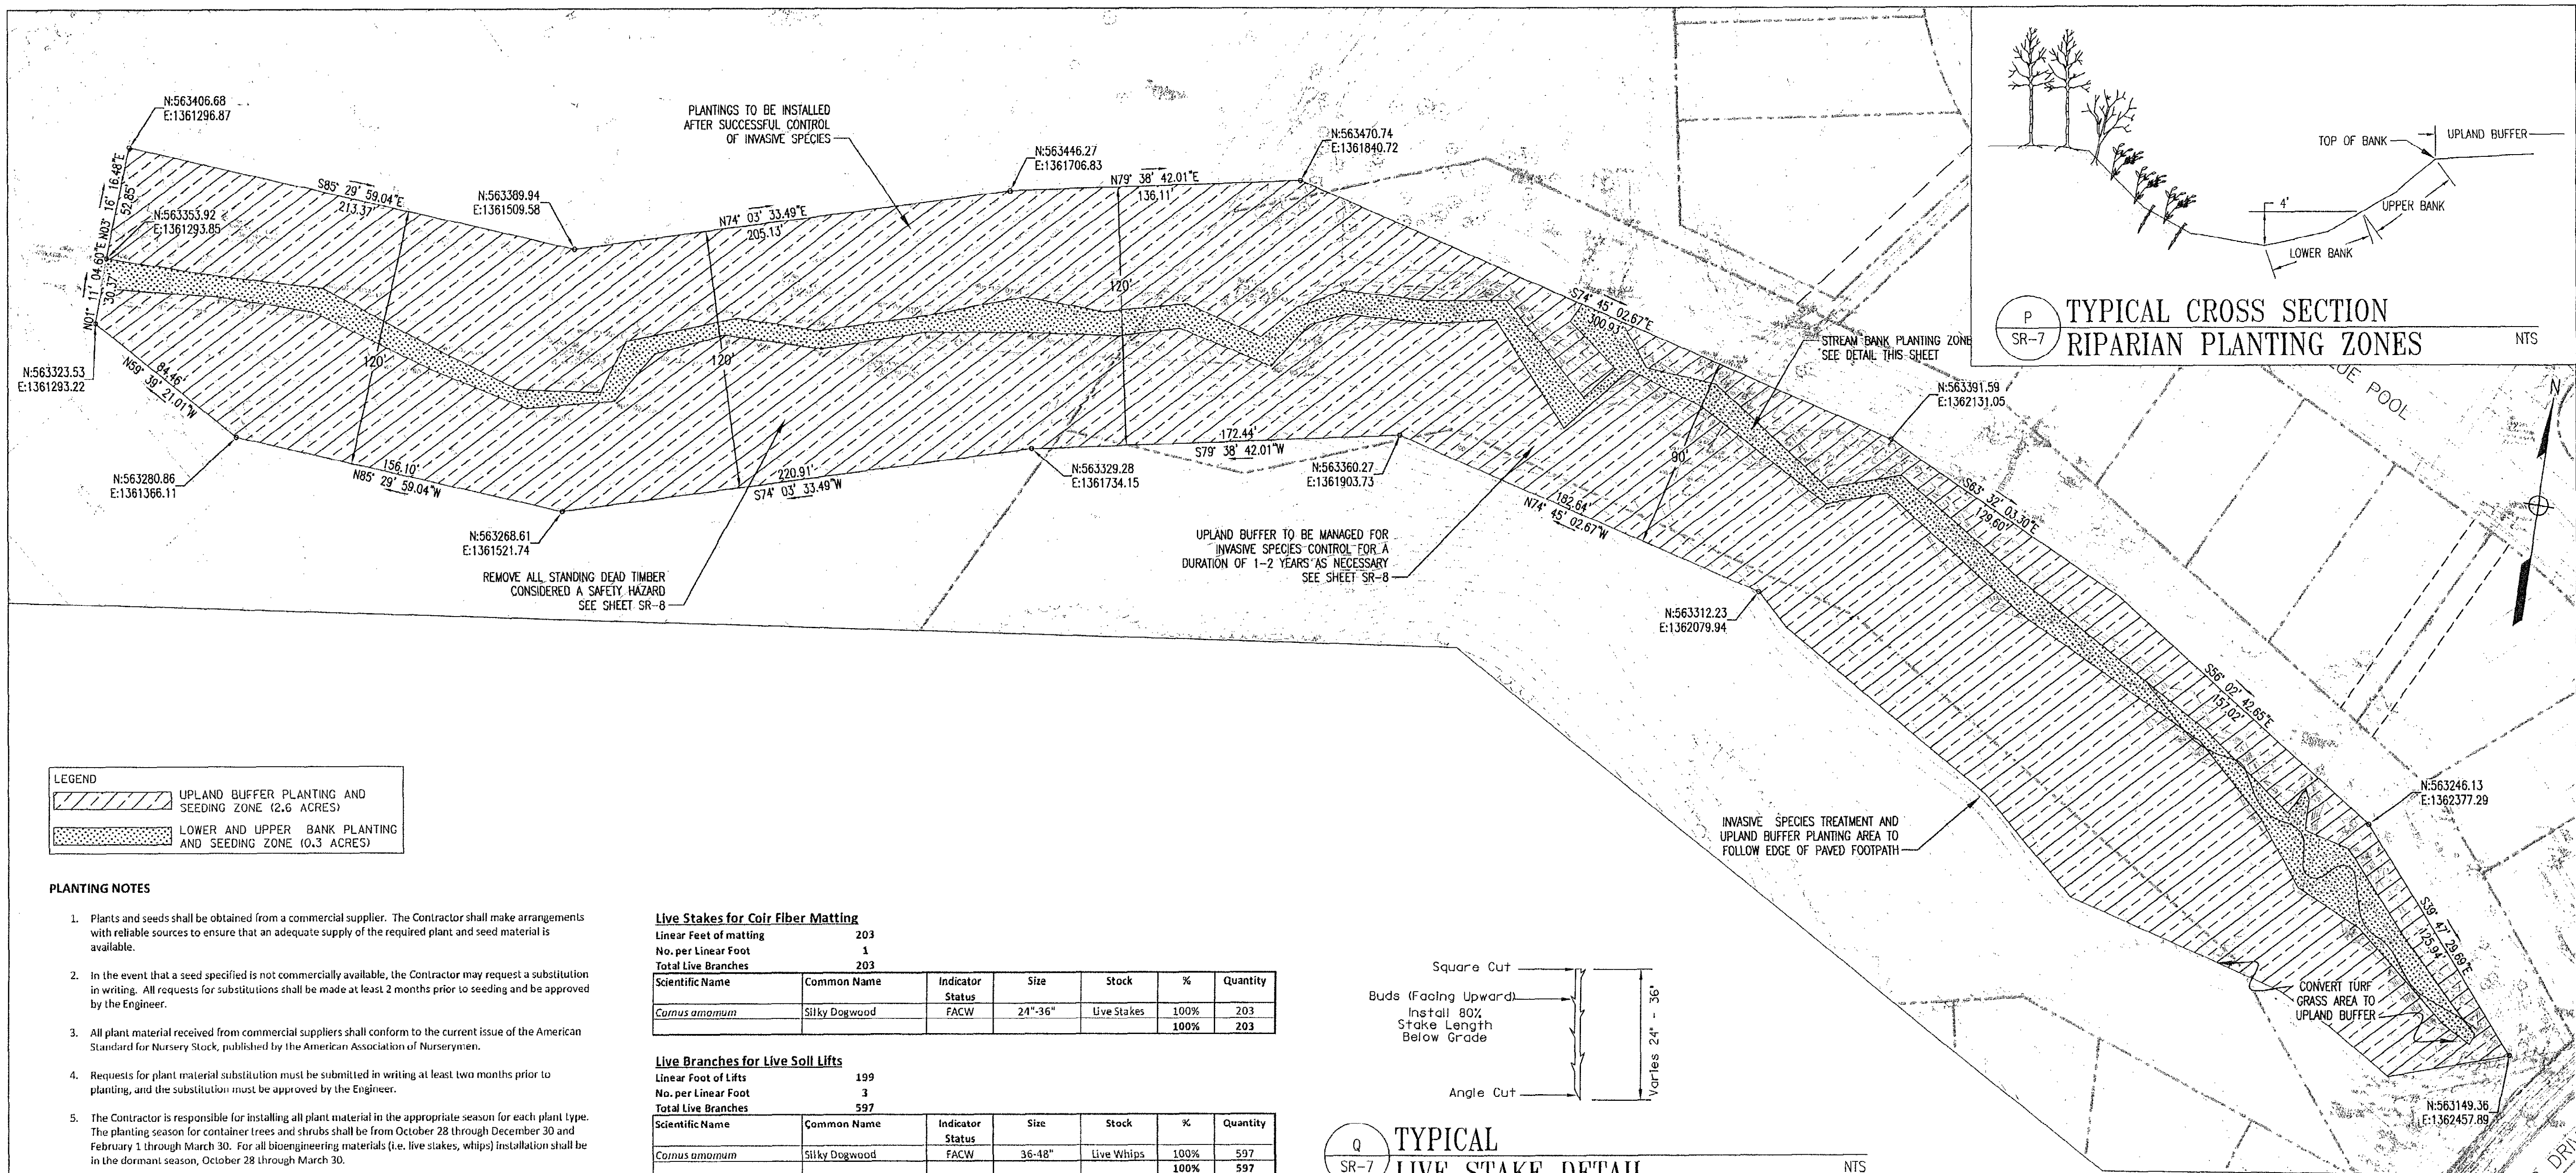 N:563406.68
E:1361296.87
N03° 16' 16.48"E
52.85'
N:563353.92
E:1361293.85
N01° 11' 04.60"E
30.37'
N:563323.53
E:1361293.22
S85° 29' 59.04"E
213.37'
N:563389.94
E:1361509.58
N74° 03' 33.49"E
205.13'
PLANTINGS TO BE INSTALLED
AFTER SUCCESSFUL CONTROL
OF INVASIVE SPECIES
N:563446.27
E:1361706.83
N79° 38' 42.01"E
136.11'
N:563470.74
E:1361840.72
S74° 45' 02.67"E
300.93'
STREAM BANK PLANTING ZONE
SEE DETAIL THIS SHEET
N:563391.59
E:1362131.05
TOP OF BANK
UPLAND BUFFER
4'
UPPER BANK
LOWER BANK
P
SR-7
TYPICAL CROSS SECTION
RIPARIAN PLANTING ZONES
NTS
POOL
N
120'
120'
120'
90'
84.46'
N59° 39' 21.01"W
N:563280.86
E:1361366.11
156.10'
N85° 29' 59.04"W
N:563268.61
E:1361521.74
220.91'
S74° 03' 33.49"W
N:563329.28
E:1361734.15
172.44'
S79° 38' 42.01"W
N:563360.27
E:1361903.73
182.64'
N74° 45' 02.67"W
REMOVE ALL STANDING DEAD TIMBER
CONSIDERED A SAFETY HAZARD
SEE SHEET SR-8
UPLAND BUFFER TO BE MANAGED FOR
INVASIVE SPECIES CONTROL FOR A
DURATION OF 1-2 YEARS AS NECESSARY
SEE SHEET SR-8
N:563312.23
E:1362079.94
S63° 32' 03.30"E
129.60'
S56° 02' 42.65"E
157.02'
N:563246.13
E:1362377.29
INVASIVE SPECIES TREATMENT AND
UPLAND BUFFER PLANTING AREA TO
FOLLOW EDGE OF PAVED FOOTPATH
S39° 47' 29.69"E
125.94'
CONVERT TURF
GRASS AREA TO
UPLAND BUFFER
N:563149.36
E:1362457.89
LEGEND
UPLAND BUFFER PLANTING AND
SEEDING ZONE (2.6 ACRES)
LOWER AND UPPER BANK PLANTING
AND SEEDING ZONE (0.3 ACRES)
PLANTING NOTES
1. Plants and seeds shall be obtained from a commercial supplier. The Contractor shall make arrangements
with reliable sources to ensure that an adequate supply of the required plant and seed material is
available.
2. In the event that a seed specified is not commercially available, the Contractor may request a substitution
in writing. All requests for substitutions shall be made at least 2 months prior to seeding and be approved
by the Engineer.
3. All plant material received from commercial suppliers shall conform to the current issue of the American
Standard for Nursery Stock, published by the American Association of Nurserymen.
4. Requests for plant material substitution must be submitted in writing at least two months prior to
planting, and the substitution must be approved by the Engineer.
5. The Contractor is responsible for installing all plant material in the appropriate season for each plant type.
The planting season for container trees and shrubs shall be from October 28 through December 30 and
February 1 through March 30. For all bioengineering materials (i.e. live stakes, whips) installation shall be
in the dormant season, October 28 through March 30.
Live Stakes for Coir Fiber Matting
Linear Feet of matting 203
No. per Linear Foot 1
Total Live Branches 203
Scientific Name Common Name Indicator Status Size Stock % Quantity
Cornus amomum Silky Dogwood FACW 24"-36" Live Stakes 100% 203
100% 203
Live Branches for Live Soil Lifts
Linear Foot of Lifts 199
No. per Linear Foot 3
Total Live Branches 597
Scientific Name Common Name Indicator Status Size Stock % Quantity
Cornus amomum Silky Dogwood FACW 36-48" Live Whips 100% 597
100% 597
Square Cut
Buds (Facing Upward)
Install 80%
Stake Length
Below Grade
Angle Cut
Varies 24" - 36"
Q
SR-7
TYPICAL
LIVE STAKE DETAIL
NTS